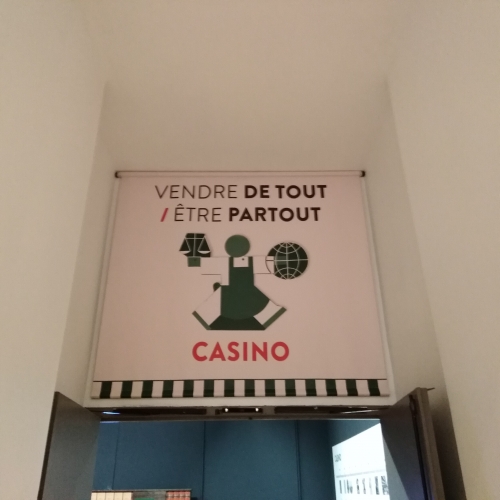 VENDRE DE TOUT
/ ÊTRE PARTOUT
CASINO